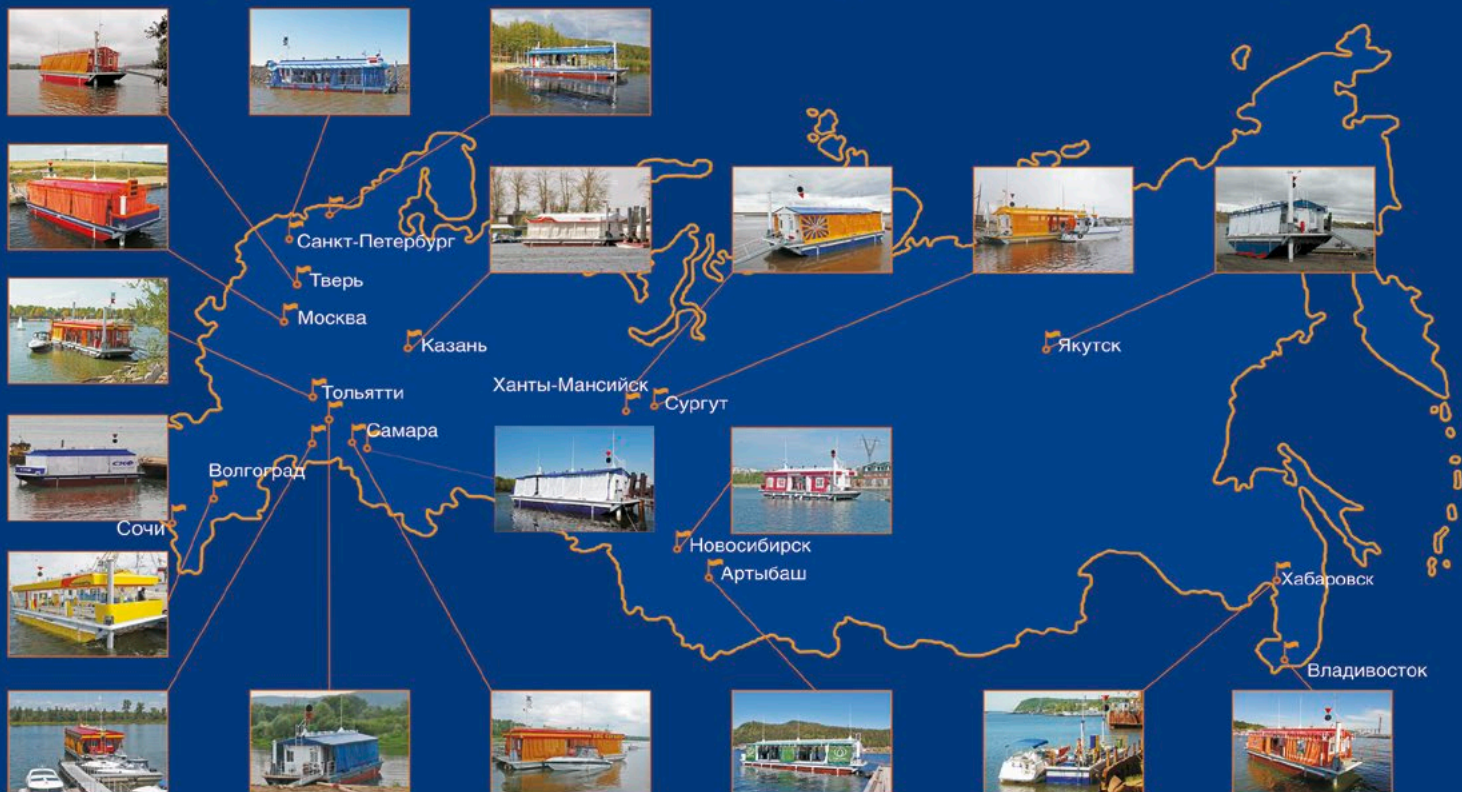 Санкт-Петербург
Тверь
Москва
Казань
Якутск
Ханты-Мансийск
Тольятти
Сургут
Самара
Волгоград
Сочи
Новосибирск
Артыбаш
Хабаровск
Владивосток